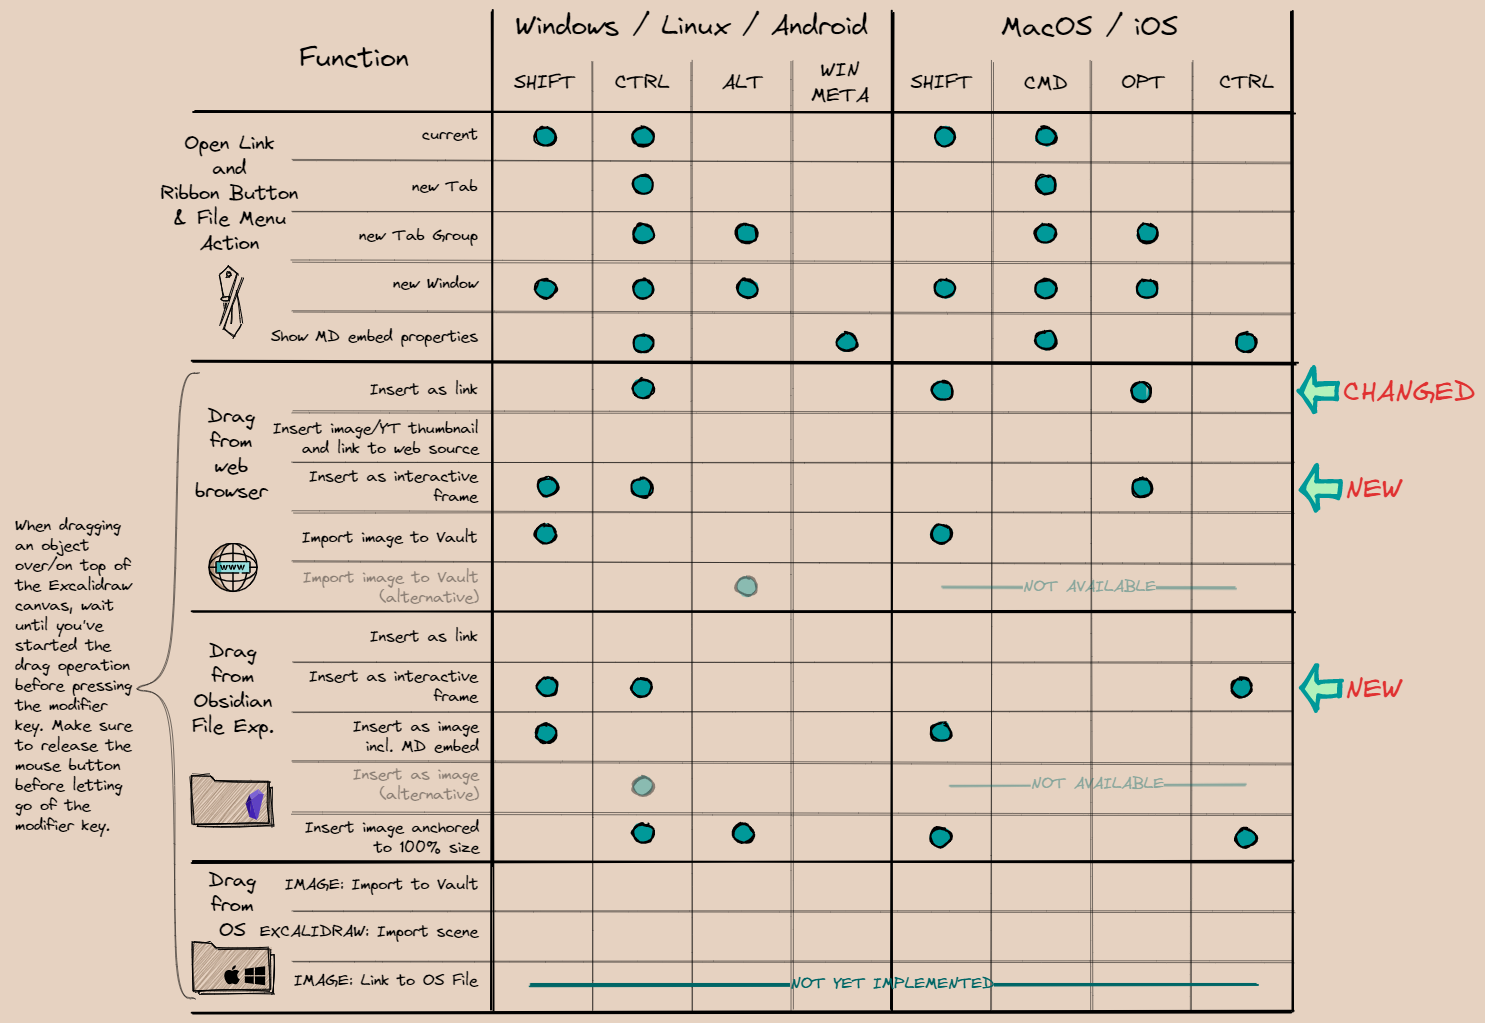 Windows / Linux / Android
MacOS / iOS
Function
SHIFT
CTRL
ALT
WIN
META
SHIFT
CMD
OPT
CTRL
Open Link
and
Ribbon Button
& File Menu
Action
current
new Tab
new Tab Group
new Window
Show MD embed properties
Drag
from
web
browser
www
Insert as link
CHANGED
Insert image/YT thumbnail
and link to web source
Insert as interactive
frame
NEW
Import image to Vault
Import image to Vault
(alternative)
NOT AVAILABLE
When dragging
an object
over/on top of
the Excalidraw
canvas, wait
until you've
started the
drag operation
before pressing
the modifier
key. Make sure
to release the
mouse button
before letting
go of the
modifier key.
Drag
from
Obsidian
File Exp.
Insert as link
Insert as interactive
frame
NEW
Insert as image
incl. MD embed
Insert as image
(alternative)
NOT AVAILABLE
Insert image anchored
to 100% size
Drag
from
OS
IMAGE: Import to Vault
EXCALIDRAW: Import scene
IMAGE: Link to OS File
NOT YET IMPLEMENTED